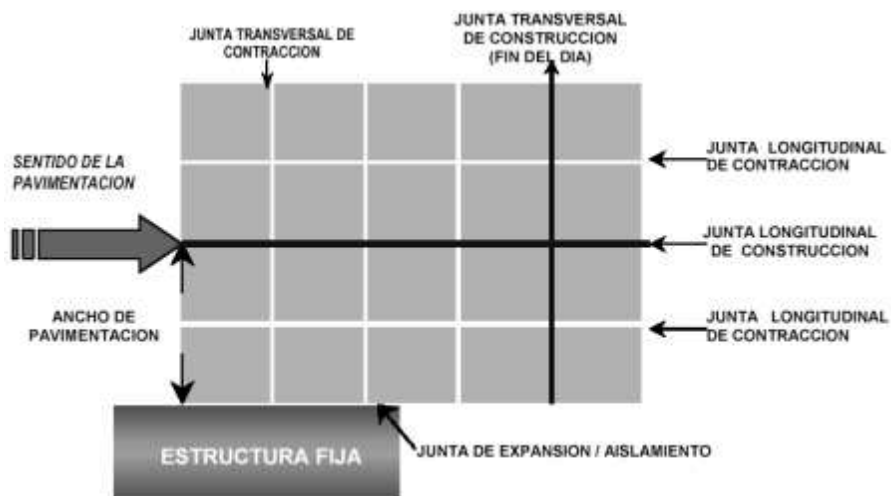 JUNTA TRANSVERSAL DE
CONTRACCION
JUNTA TRANSVERSAL
DE CONSTRUCCION
(FIN DEL DIA)
SENTIDO DE LA
PAVIMENTACION
JUNTA LONGITUDINAL
DE CONTRACCION
JUNTA LONGITUDINAL
DE CONSTRUCCION
ANCHO DE
PAVIMENTACION
JUNTA LONGITUDINAL
DE CONTRACCION
ESTRUCTURA FIJA
JUNTA DE EXPANSION / AISLAMIENTO